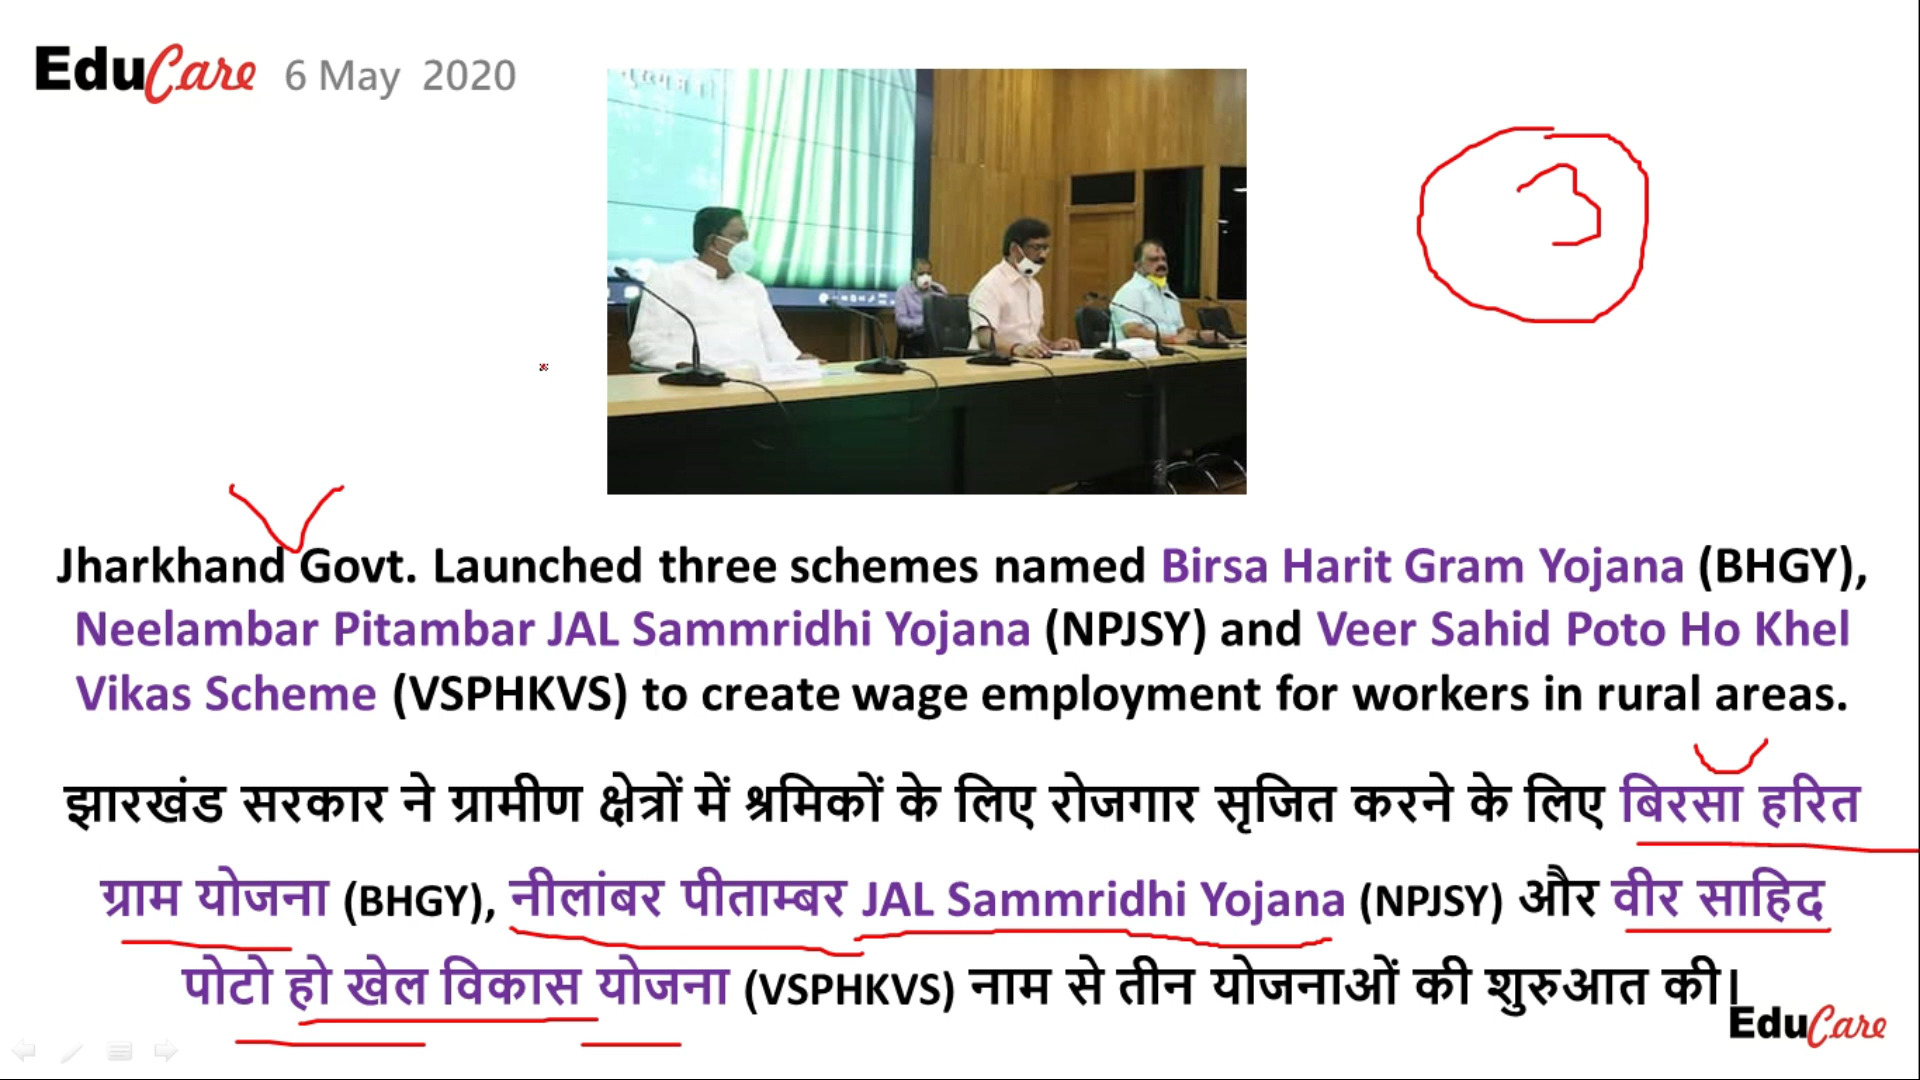 EduCare 6 May 2020
3
Jharkhand Govt. Launched three schemes named Birsa Harit Gram Yojana (BHGY),
Neelambar Pitambar JAL Sammridhi Yojana (NPJSY) and Veer Sahid Poto Ho Khel
Vikas Scheme (VSPHKVS) to create wage employment for workers in rural areas.
झारखंड सरकार ने ग्रामीण क्षेत्रों में श्रमिकों के लिए रोजगार सृजित करने के लिए बिरसा हरित
ग्राम योजना (BHGY), नीलांबर पीताम्बर JAL Sammridhi Yojana (NPJSY) और वीर साहिद
पोटो हो खेल विकास योजना (VSPHKVS) नाम से तीन योजनाओं की शुरुआत की।
EduCare